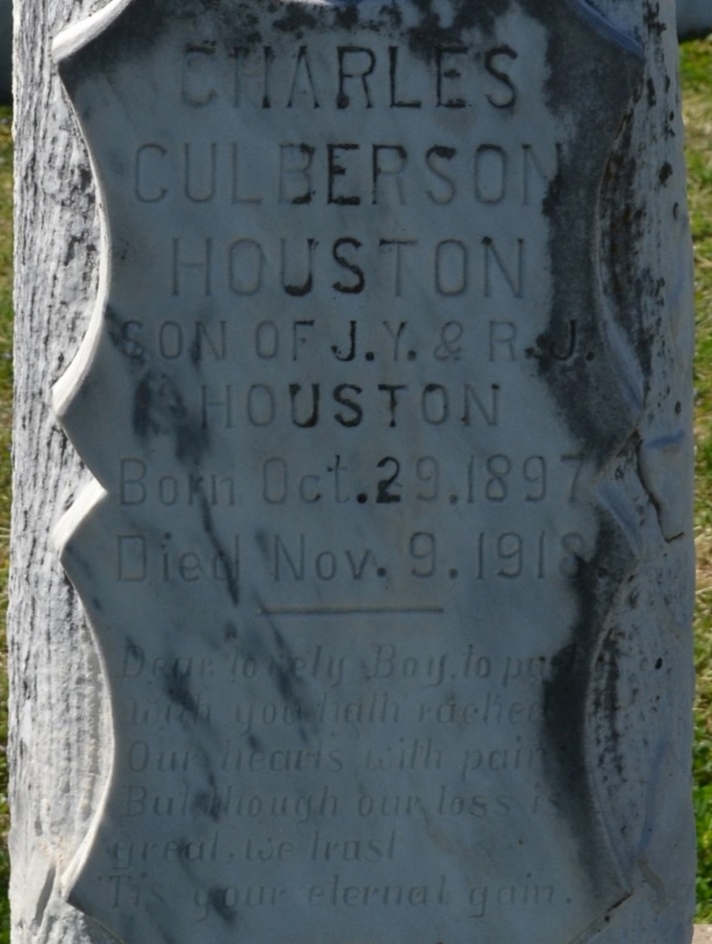 CHARLES
CULBERSON
HOUSTON
SON OF J.Y. & R.J.
HOUSTON
Born Oct. 29. 1897
Died Nov. 9. 1918
Dear lovely Boy, to part
With you hath racked
Our hearts with pain
But though our loss is
great, we trust
'Tis your eternal gain.